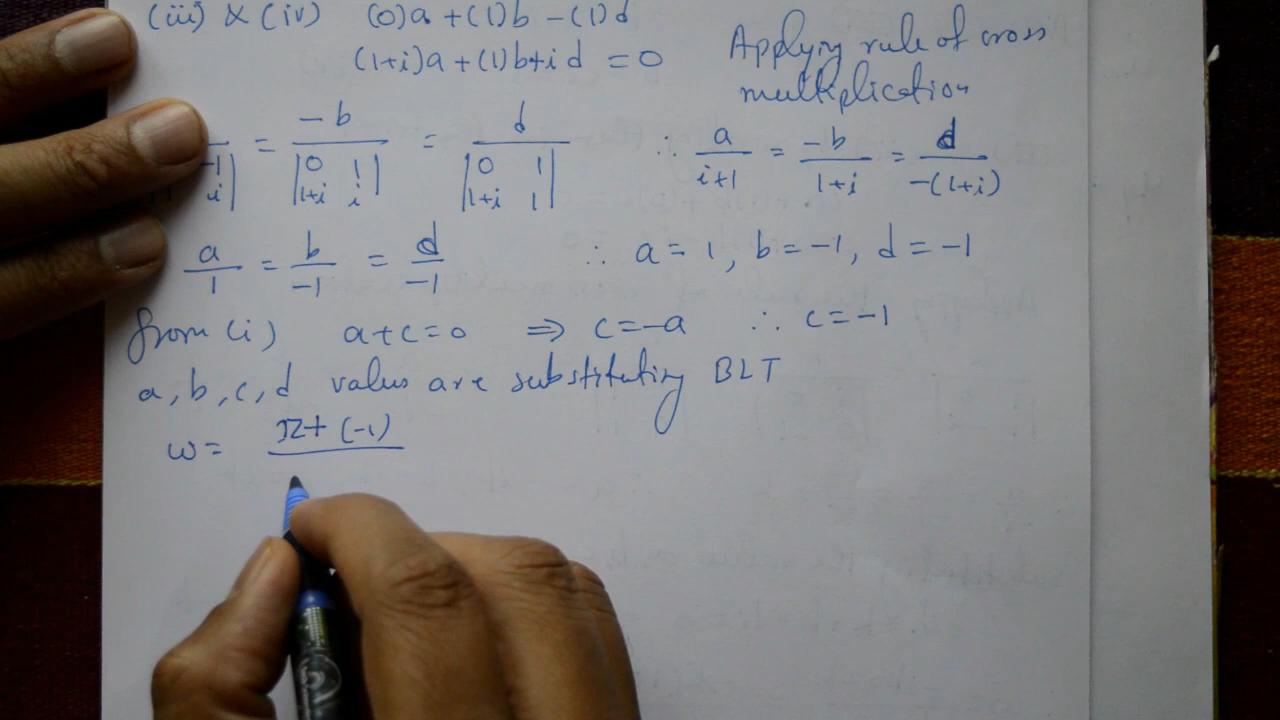 (iii) × (iv) (0)a + (1)b - (1)d
(1+i)a + (1)b + i d = 0 Applying rule of cross
multiplication
-1 i = -b / |0 1 1+i i| = d / |0 1 1+i 1| ∴ a / i+1 = -b / 1+i = d / -(1+i)
a / 1 = b / -1 = d / -1 ∴ a = 1, b = -1, d = -1
from (i) a+c = 0 ⇒ c = -a ∴ c = -1
a, b, c, d values are substituting BLT
w = 1z + (-1)